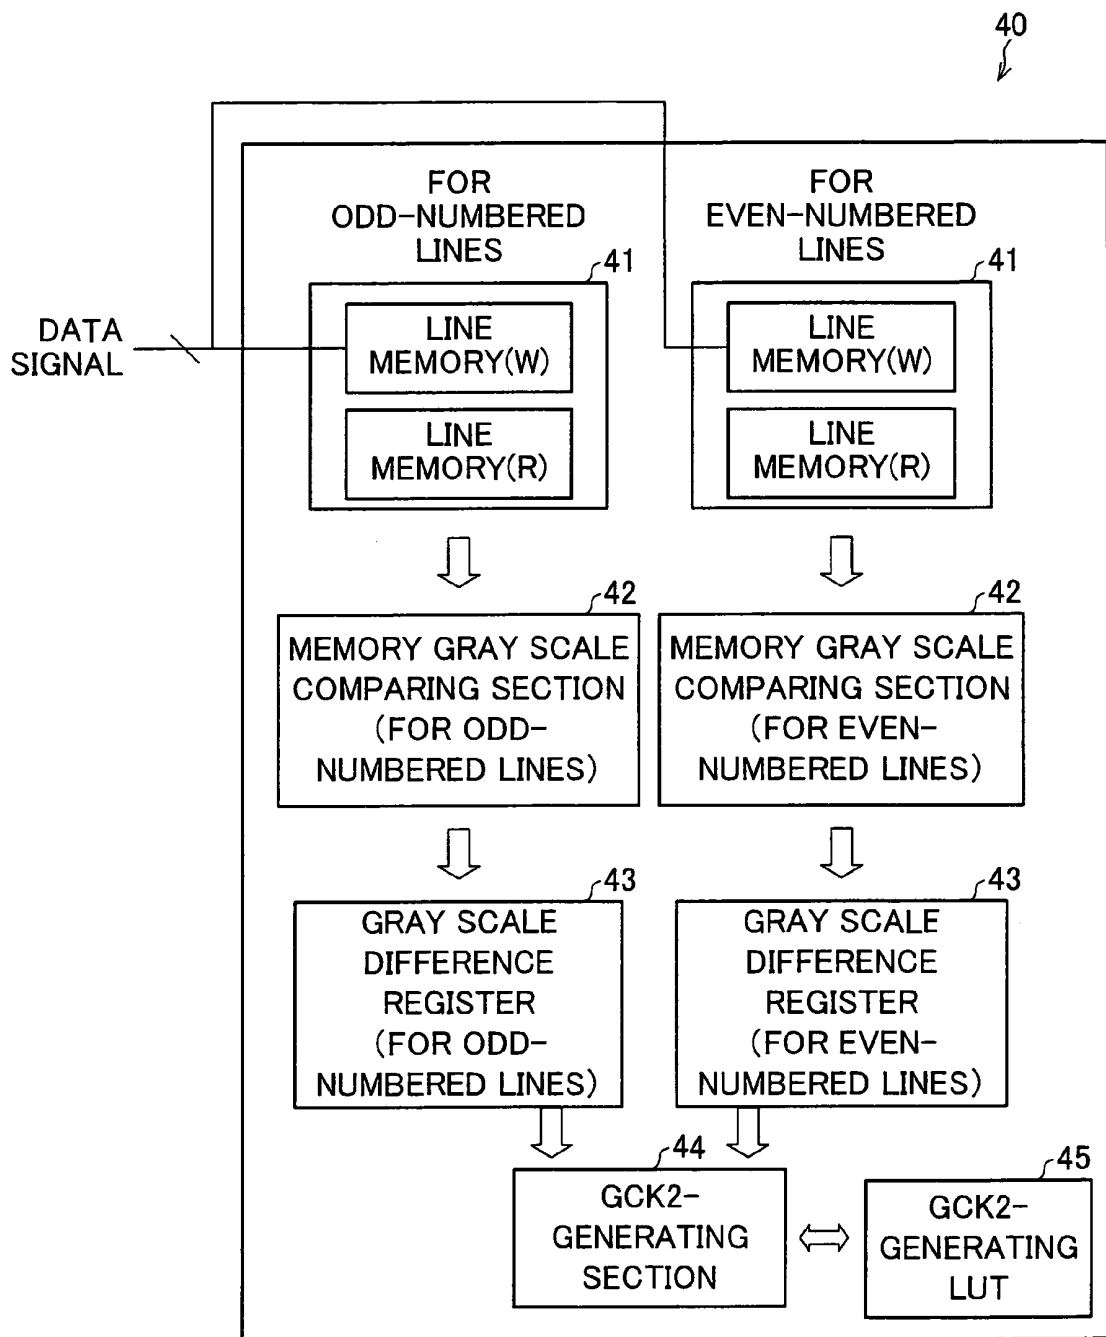 40
FOR
ODD-NUMBERED
LINES
FOR
EVEN-NUMBERED
LINES
41
41
DATA
SIGNAL
LINE
MEMORY(W)
LINE
MEMORY(R)
LINE
MEMORY(W)
LINE
MEMORY(R)
42
MEMORY GRAY SCALE
COMPARING SECTION
(FOR ODD-
NUMBERED LINES)
42
MEMORY GRAY SCALE
COMPARING SECTION
(FOR EVEN-
NUMBERED LINES)
43
GRAY SCALE
DIFFERENCE
REGISTER
(FOR ODD-
NUMBERED LINES)
43
GRAY SCALE
DIFFERENCE
REGISTER
(FOR EVEN-
NUMBERED LINES)
44
GCK2-
GENERATING
SECTION
45
GCK2-
GENERATING
LUT